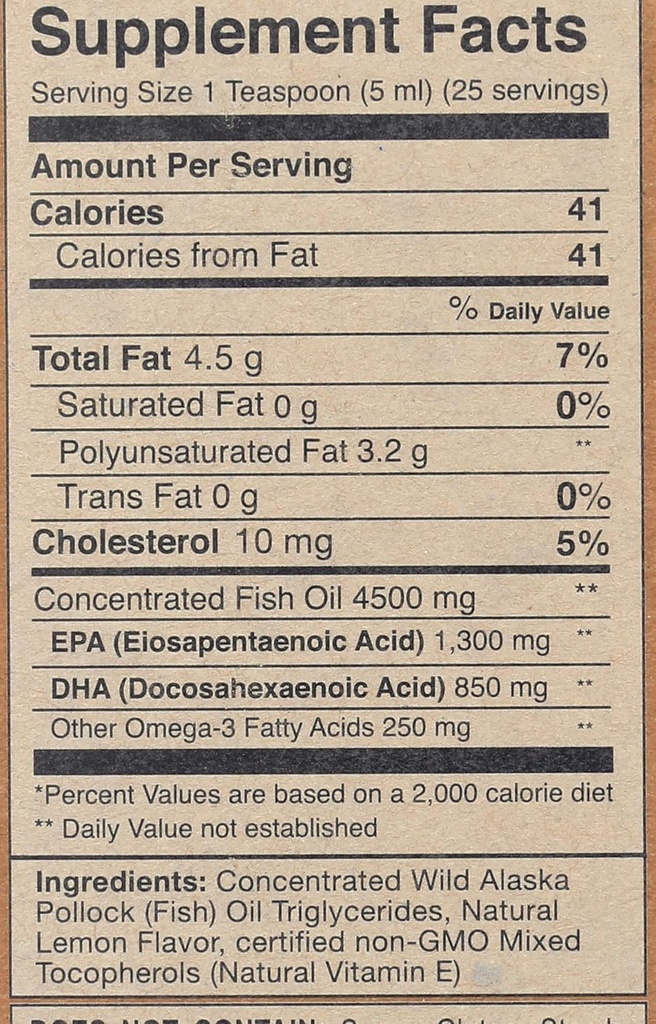 Supplement Facts
Serving Size 1 Teaspoon (5 ml) (25 servings)
Amount Per Serving
Calories 41
Calories from Fat 41
% Daily Value
Total Fat 4.5 g 7%
Saturated Fat 0 g 0%
Polyunsaturated Fat 3.2 g **
Trans Fat 0 g 0%
Cholesterol 10 mg 5%
Concentrated Fish Oil 4500 mg **
EPA (Eiosapentaenoic Acid) 1,300 mg **
DHA (Docosahexaenoic Acid) 850 mg **
Other Omega-3 Fatty Acids 250 mg **
*Percent Values are based on a 2,000 calorie diet
** Daily Value not established
Ingredients: Concentrated Wild Alaska
Pollock (Fish) Oil Triglycerides, Natural
Lemon Flavor, certified non-GMO Mixed
Tocopherols (Natural Vitamin E)
DOES NOT CONTAIN: